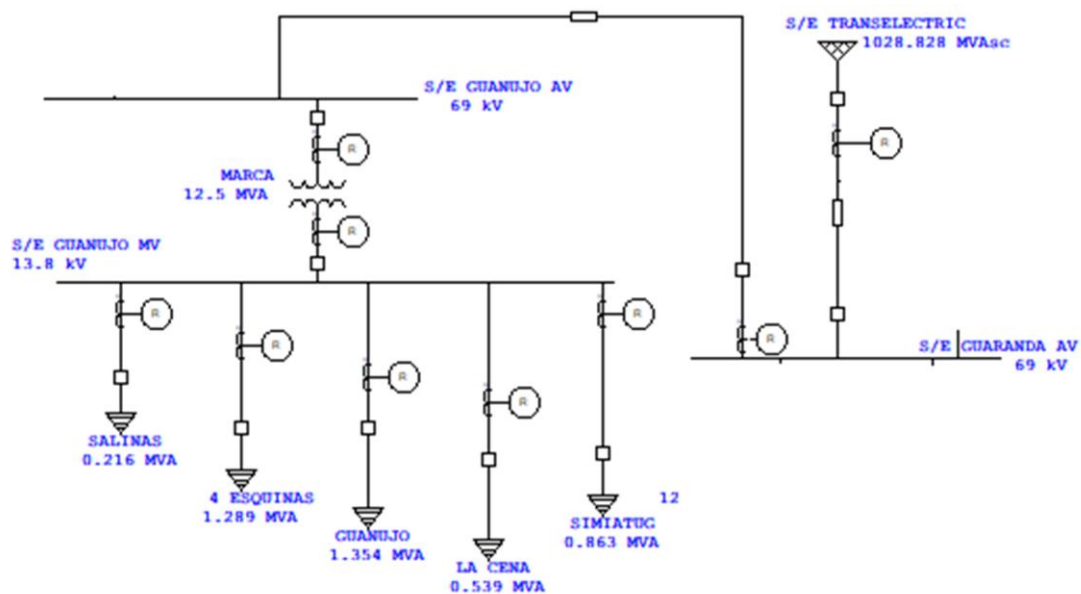 S/E TRANSELECTRIC
1028.828 MVAsc
S/E GUANUJO AV
69 kV
R
R
MARCA
12.5 MVA
R
S/E GUANUJO MV
13.8 kV
R
R
R
R
R
R
S/E GUARANDA AV
69 kV
SALINAS
0.216 MVA
4 ESQUINAS
1.289 MVA
12
SIMIATUG
0.863 MVA
GUANUJO
1.354 MVA
LA CENA
0.539 MVA